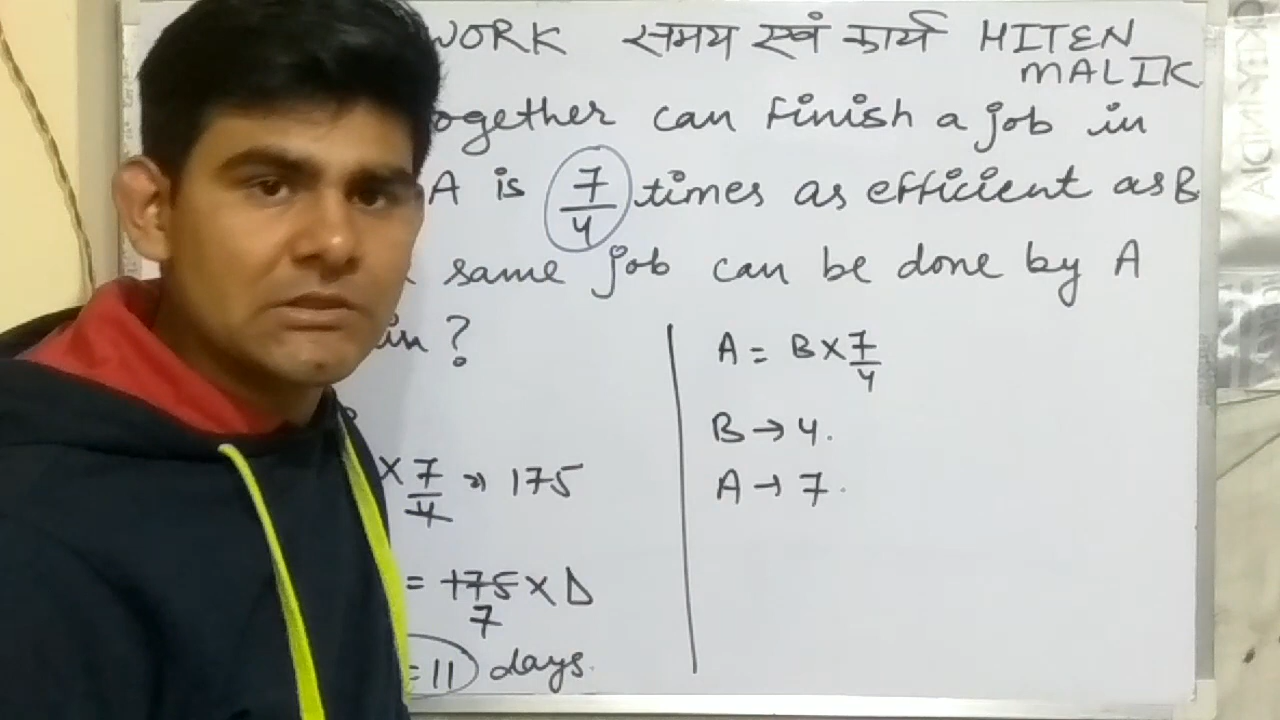 WORK समय एवं कार्य HITEN
MALIK
together can finish a job in
A is 7/4 times as efficient as B
same job can be done by A
in?
A = B × 7/4
B → 4.
A → 7.
× 7/4 ⇒ 175
= 175/7 × D
= 11 days.